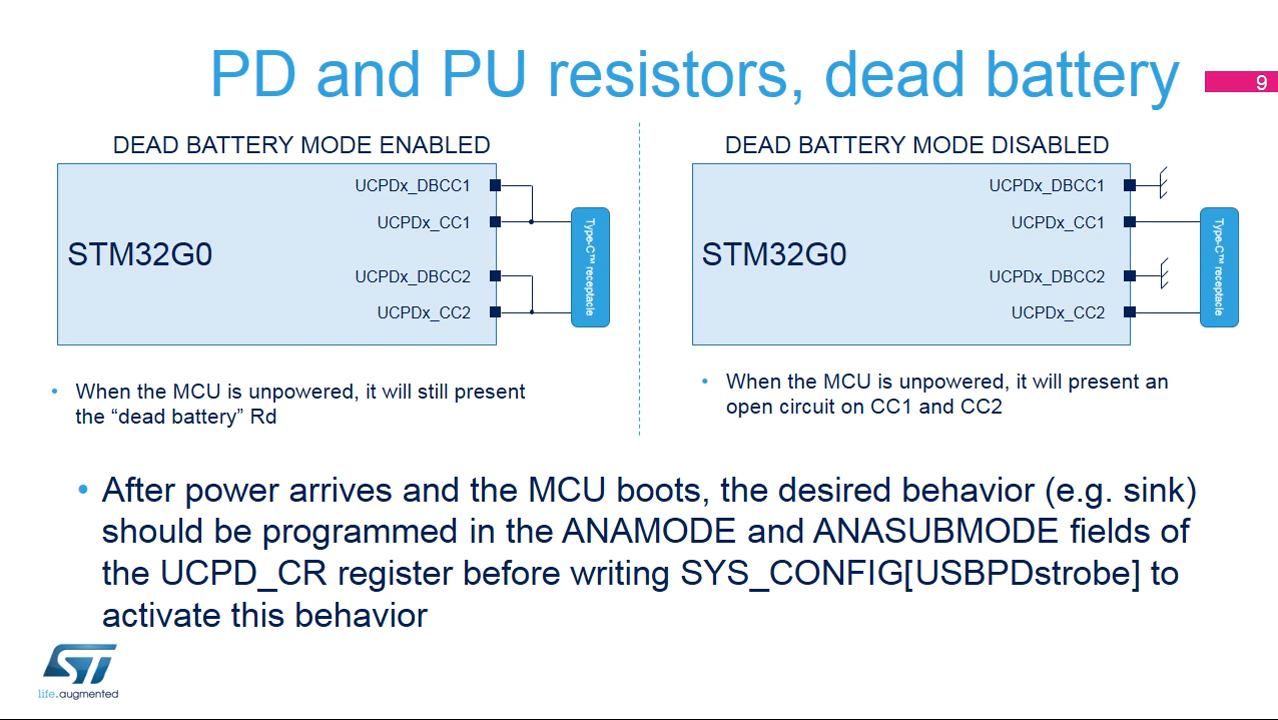 PD and PU resistors, dead battery
9
DEAD BATTERY MODE ENABLED
STM32G0
UCPDx_DBCC1
UCPDx_CC1
UCPDx_DBCC2
UCPDx_CC2
Type-C™ receptacle
• When the MCU is unpowered, it will still present
the “dead battery” Rd
DEAD BATTERY MODE DISABLED
STM32G0
UCPDx_DBCC1
UCPDx_CC1
UCPDx_DBCC2
UCPDx_CC2
Type-C™ receptacle
• When the MCU is unpowered, it will present an
open circuit on CC1 and CC2
• After power arrives and the MCU boots, the desired behavior (e.g. sink)
should be programmed in the ANAMODE and ANASUBMODE fields of
the UCPD_CR register before writing SYS_CONFIG[USBPDstrobe] to
activate this behavior
ST
life.augmented